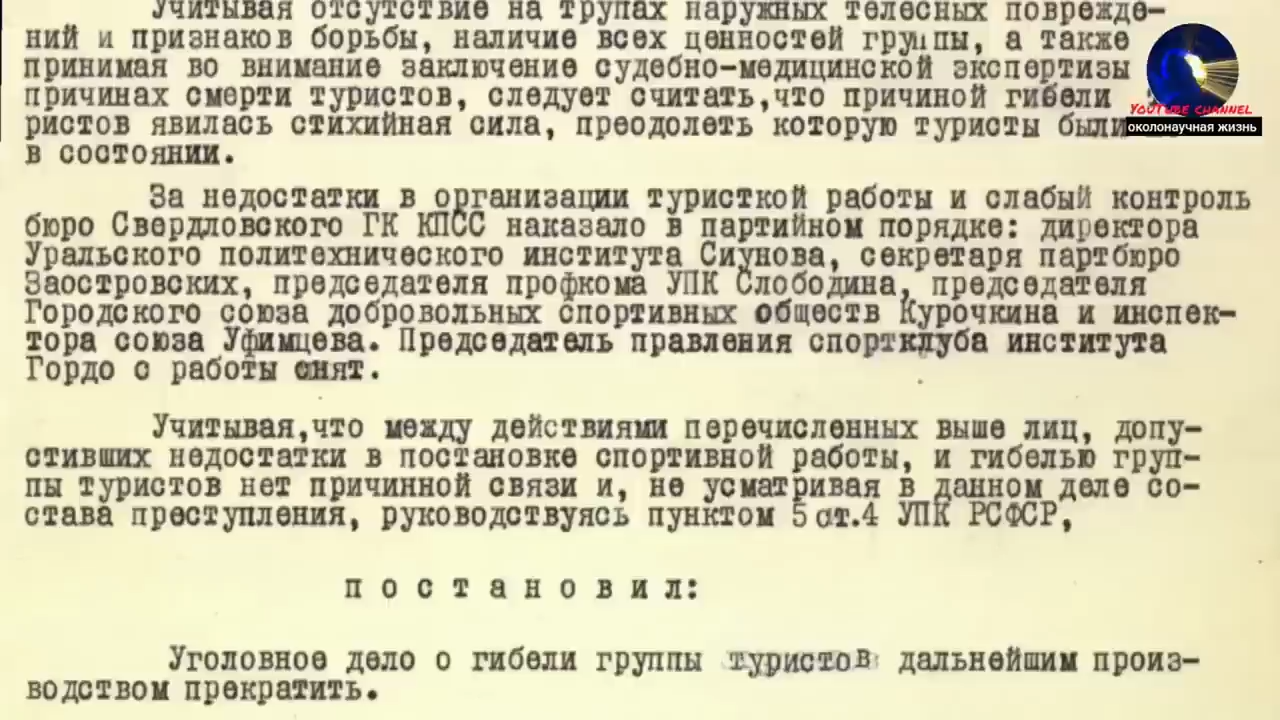 Учитывая отсутствие на трупах наружных телесных поврежде-
ний и признаков борьбы, наличие всех ценностей группы, а также
принимая во внимание заключение судебно-медицинской экспертизы
причинах смерти туристов, следует считать,что причиной гибели
ристов явилась стихийная сила, преодолеть которую туристы были
в состоянии.
За недостатки в организации туристкой работы и слабый контроль
бюро Свердловского ГК КПСС наказало в партийном порядке: директора
Уральского политехнического института Сиунова, секретаря партбюро
Заостровских, председателя профкома УПК Слободина, председателя
Городского союза добровольных спортивных обществ Курочкина и инспек-
тора союза Уфимцева. Председатель правления спортклуба института
Гордо с работы снят.
Учитывая,что между действиями перечисленных выше лиц, допу-
стивших недостатки в постановке спортивной работы, и гибелью груп-
пы туристов нет причинной связи и, не усматривая в данном деле со-
става преступления, руководствуясь пунктом 5 ст.4 УПК РСФСР,
п о с т а н о в и л:
Уголовное дело о гибели группы туристов дальнейшим произ-
водством прекратить.
YouTube channel
околонаучная жизнь